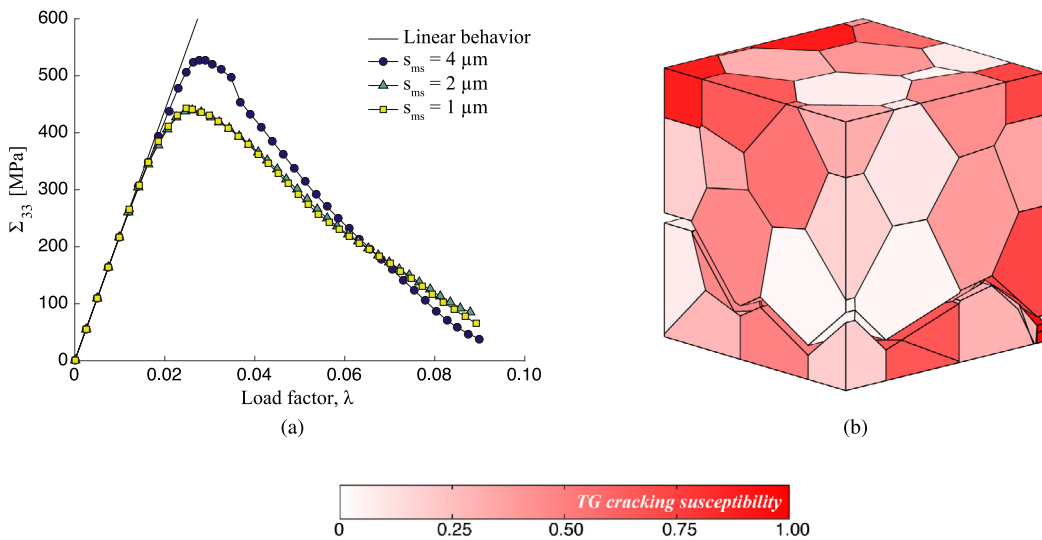 600
500
400
300
200
100
0
Σ33 [MPa]
Linear behavior
sms = 4 μm
sms = 2 μm
sms = 1 μm
0 0.02 0.04 0.06 0.08 0.10
Load factor, λ
(a)
(b)
TG cracking susceptibility
0 0.25 0.50 0.75 1.00